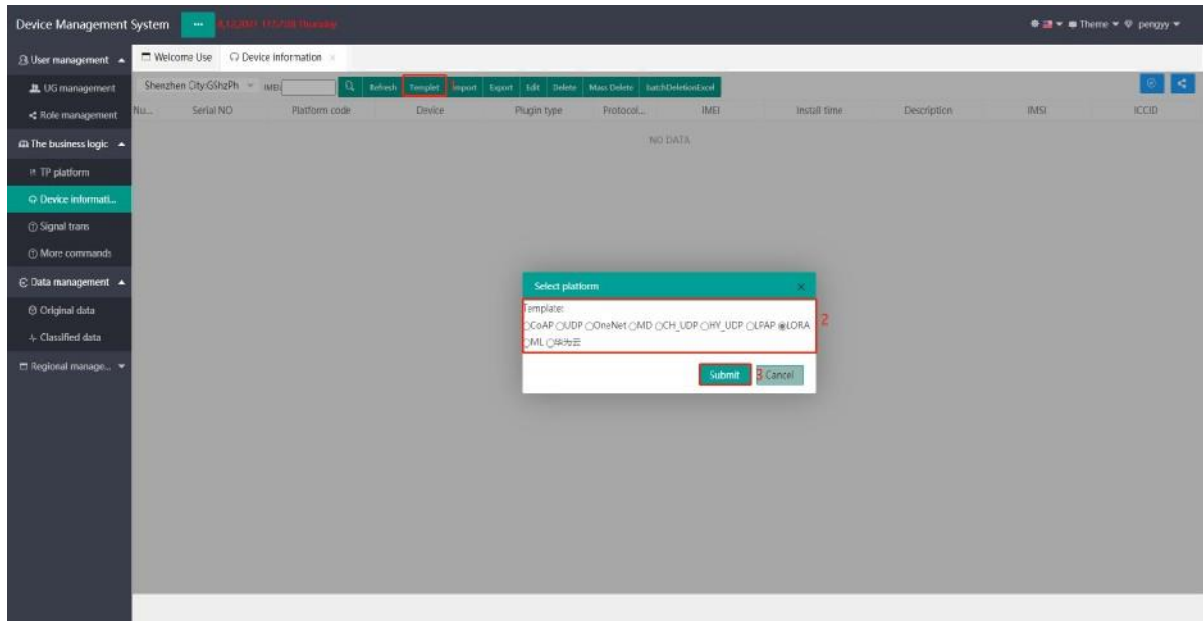 Device Management System
Theme
pengyy
User management
Welcome Use
Device information
UG management
Shenzhen City:GShzPh
IMEI
Refresh
Templet
Import
Export
Edit
Delete
Mass Delete
BatchDeletionExcel
Role management
Nu...
Serial NO
Platform code
Device
Plugin type
Protocol...
IMEI
Install time
Description
IMSI
ICCID
The business logic
NO DATA
TP platform
Device informati...
Signal trans
More commands
Data management
Select platform
Original data
Template:
CoAP UDP OneNet MD CH_UDP HY_UDP LPAP LORA
2
Classified data
ML 华为云
Regional manage...
Submit
3
Cancel